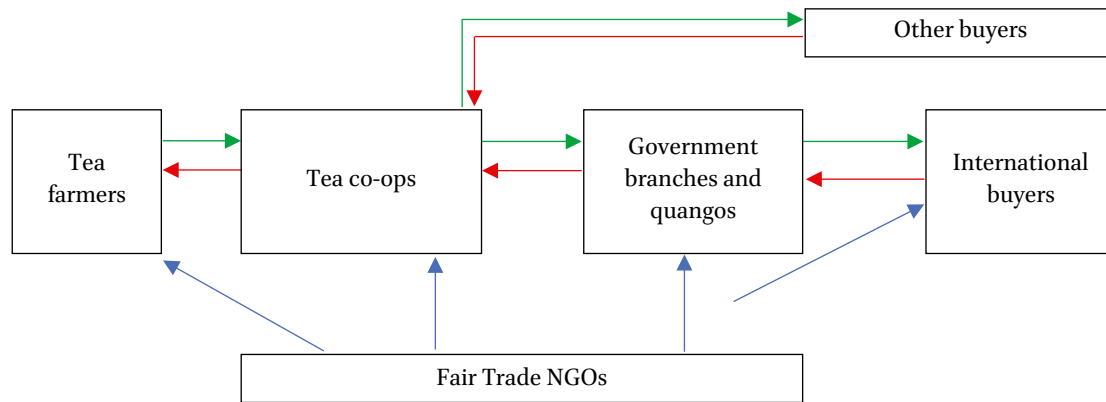 Other buyers
Tea
farmers
Tea co-ops
Government
branches and
quangos
International
buyers
Fair Trade NGOs